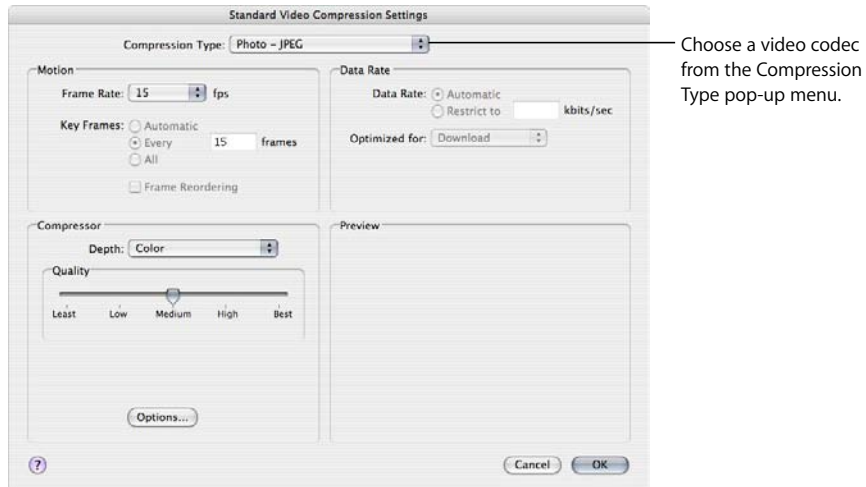 Standard Video Compression Settings
Compression Type: Photo – JPEG
Choose a video codec
from the Compression
Type pop-up menu.
Motion
Frame Rate: 15 fps
Key Frames: Automatic
Every 15 frames
All
Frame Reordering
Data Rate
Data Rate: Automatic
Restrict to kbits/sec
Optimized for: Download
Compressor
Depth: Color
Quality
Least Low Medium High Best
Options...
Preview
?
Cancel OK